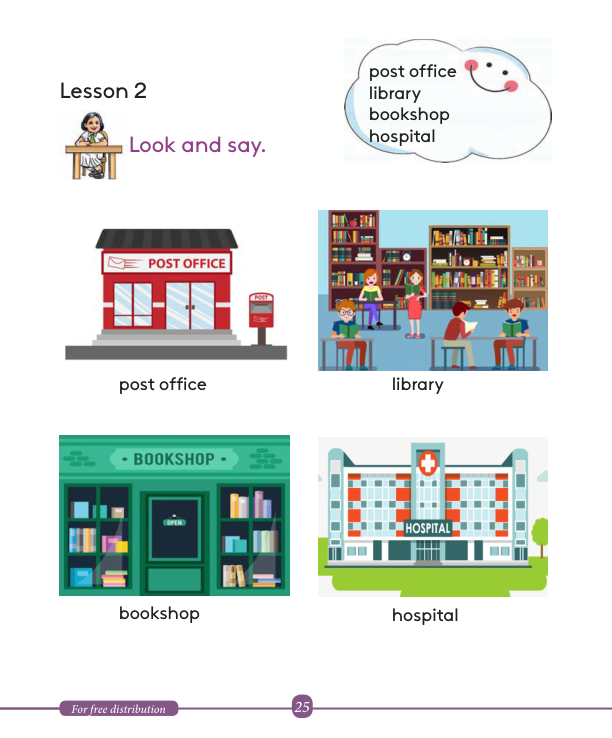 post office
library
bookshop
hospital
Lesson 2
Look and say.
POST OFFICE
POST
post office
library
BOOKSHOP
OPEN
HOSPITAL
bookshop
hospital
For free distribution
25